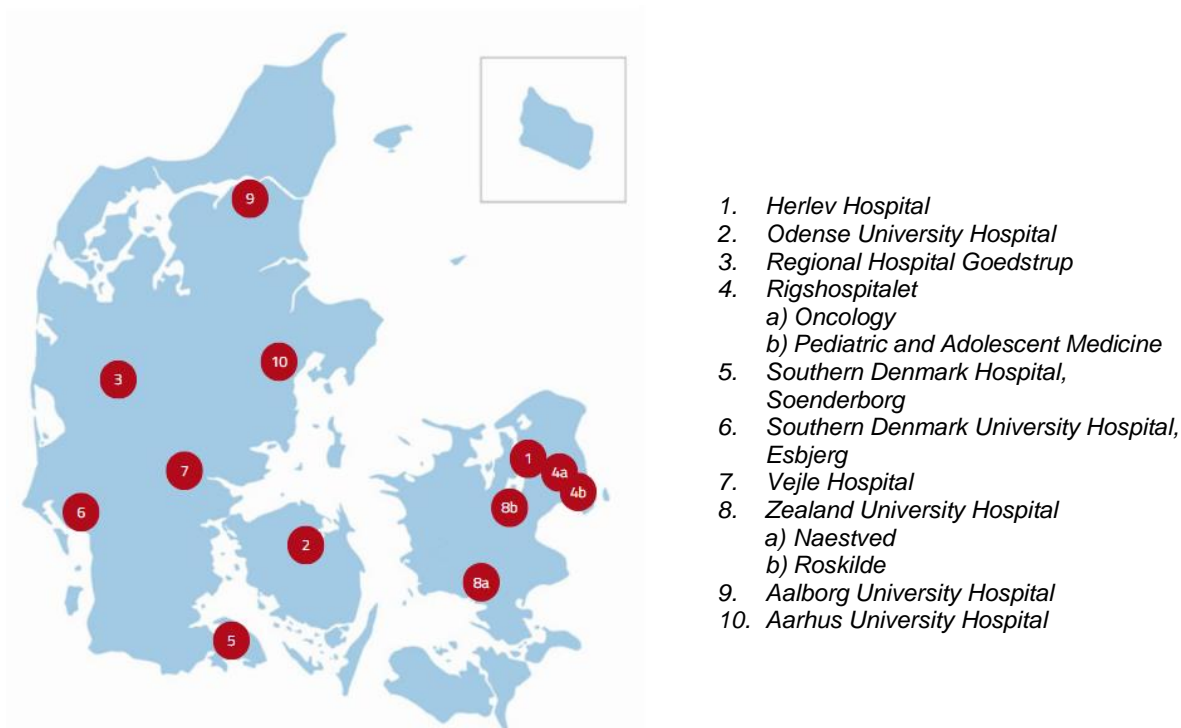 9
10
3
7
6
2
5
1
4a
4b
8b
8a
1. Herlev Hospital
2. Odense University Hospital
3. Regional Hospital Goedstrup
4. Rigshospitalet
a) Oncology
b) Pediatric and Adolescent Medicine
5. Southern Denmark Hospital,
Soenderborg
6. Southern Denmark University Hospital,
Esbjerg
7. Vejle Hospital
8. Zealand University Hospital
a) Naestved
b) Roskilde
9. Aalborg University Hospital
10. Aarhus University Hospital